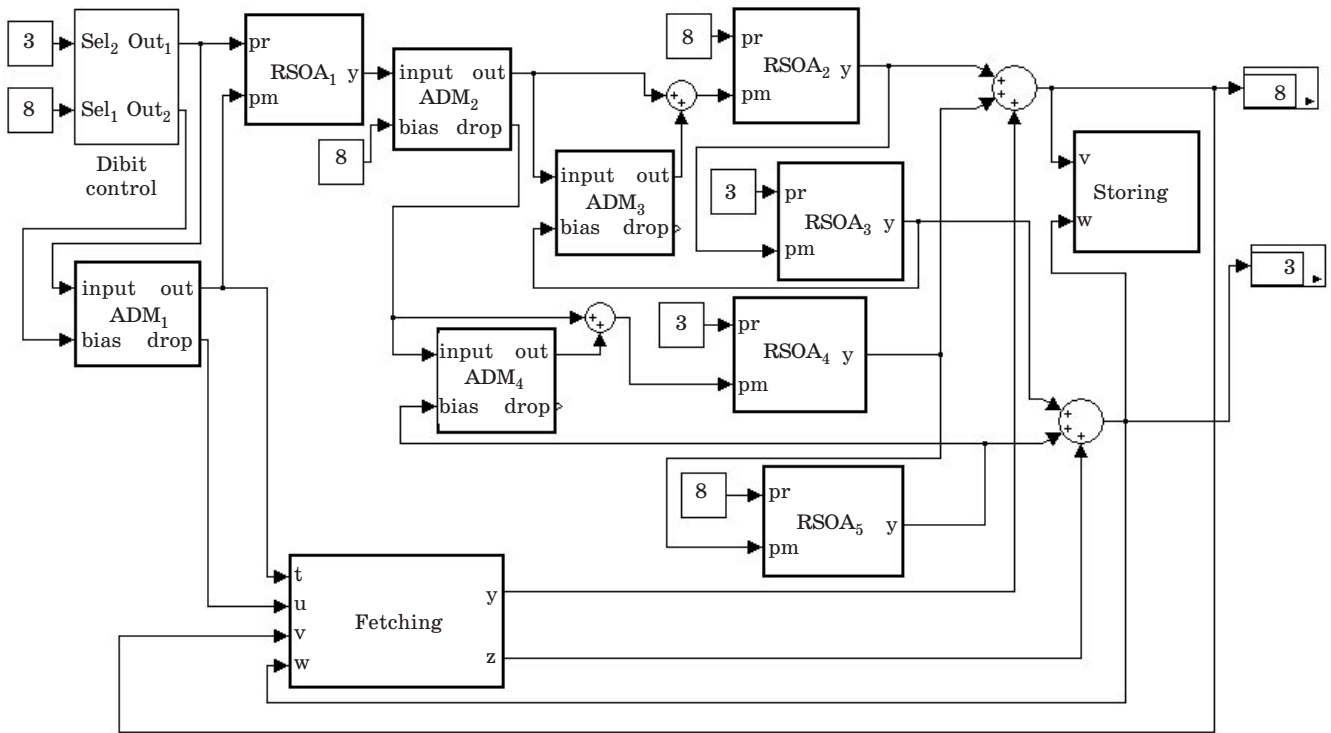 3
8
Sel2 Out1
Sel1 Out2
Dibit
control
pr
pm
RSOA1 y
input out
ADM2
bias drop
8
+
+
8
pr
pm
RSOA2 y
+
+
+
8
v
w
Storing
input out
ADM3
bias drop
3
pr
pm
RSOA3 y
3
input out
ADM1
bias drop
+
+
input out
ADM4
bias drop
3
pr
pm
RSOA4 y
+
+
+
8
pr
pm
RSOA5 y
t
u
v
w
Fetching
y
z